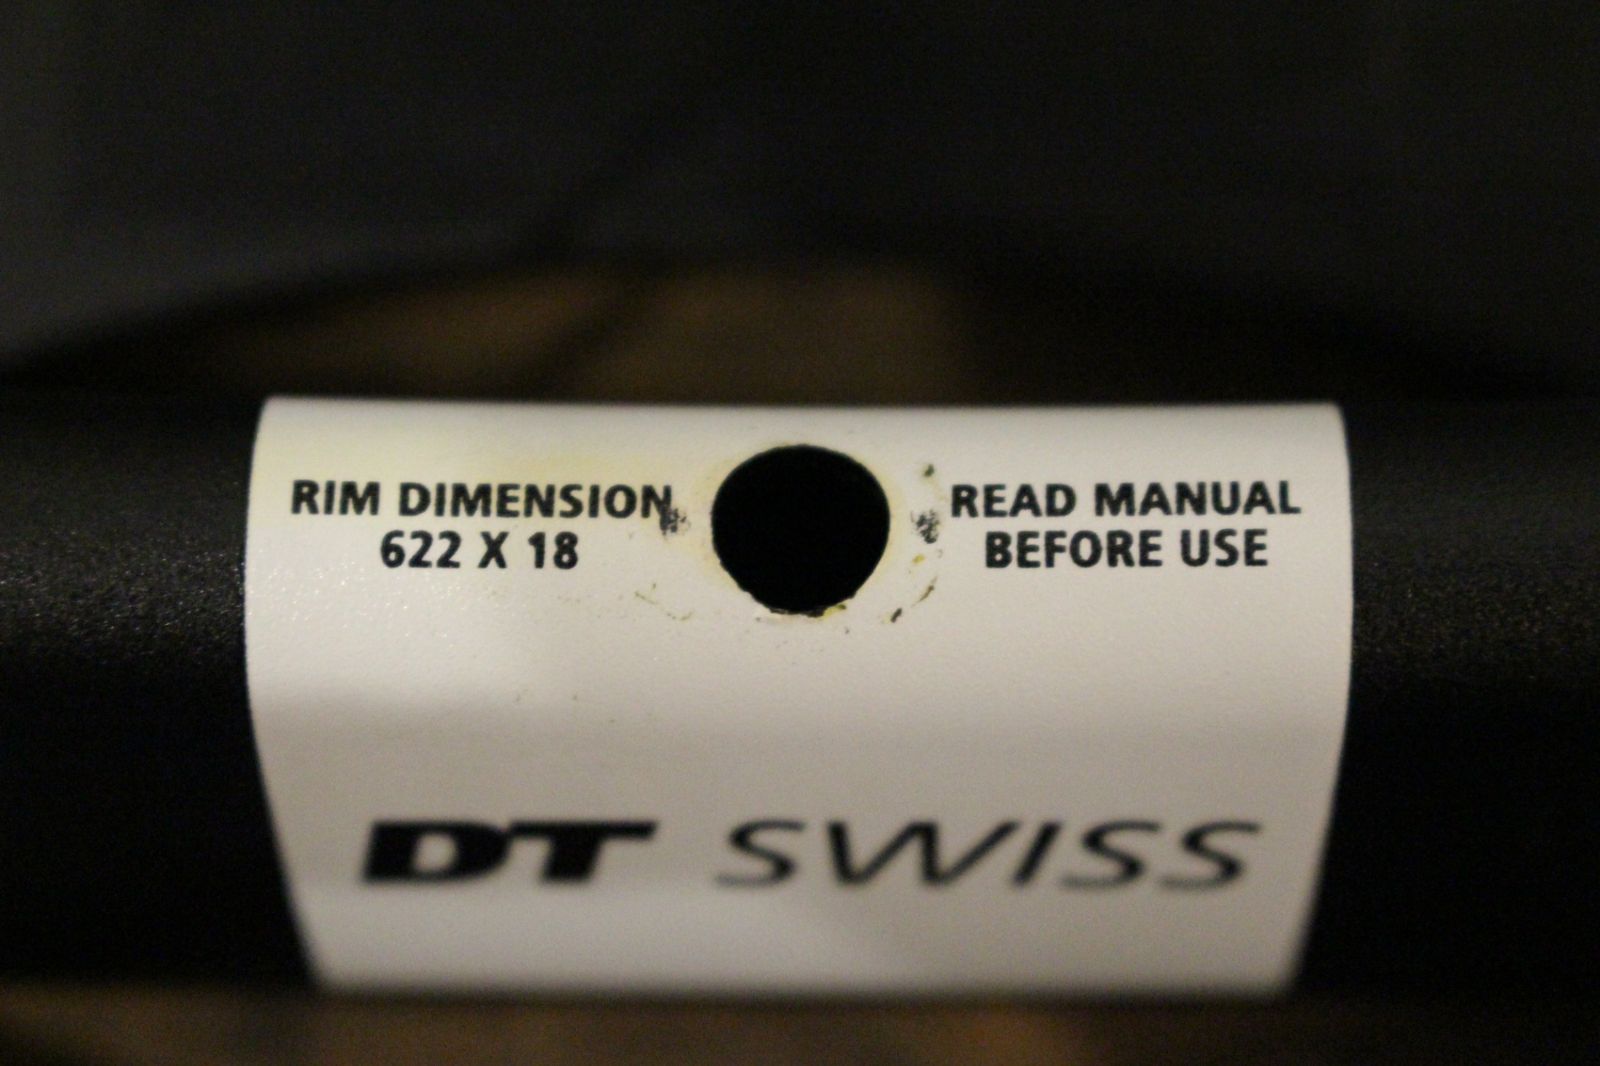 RIM DIMENSION
622 X 18
READ MANUAL
BEFORE USE
DT SWISS